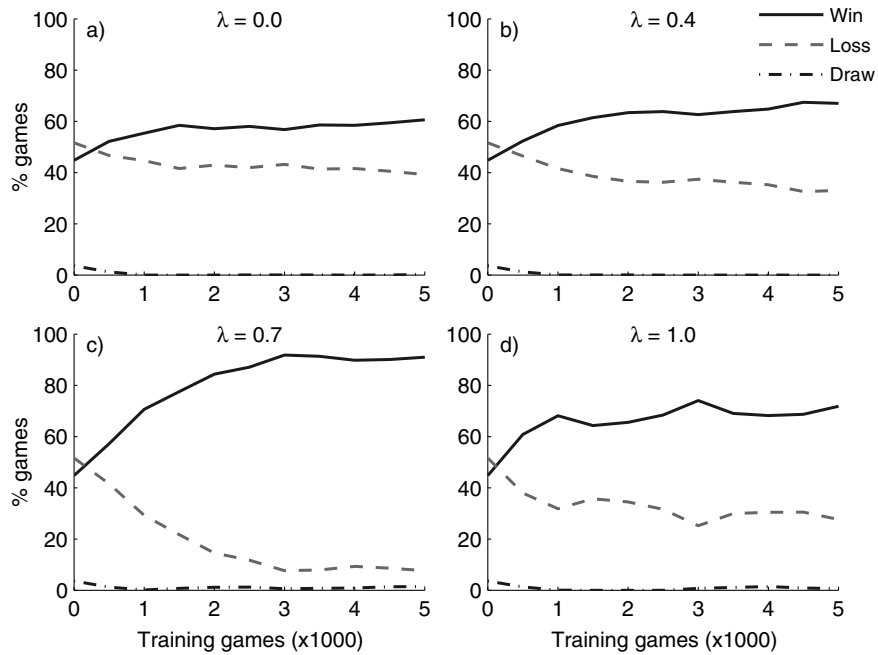 a)
λ = 0.0
% games
100
80
60
40
20
0
0 1 2 3 4 5
b)
λ = 0.4
Win
Loss
Draw
100
80
60
40
20
0
0 1 2 3 4 5
c)
λ = 0.7
% games
100
80
60
40
20
0
0 1 2 3 4 5
Training games (x1000)
d)
λ = 1.0
100
80
60
40
20
0
0 1 2 3 4 5
Training games (x1000)